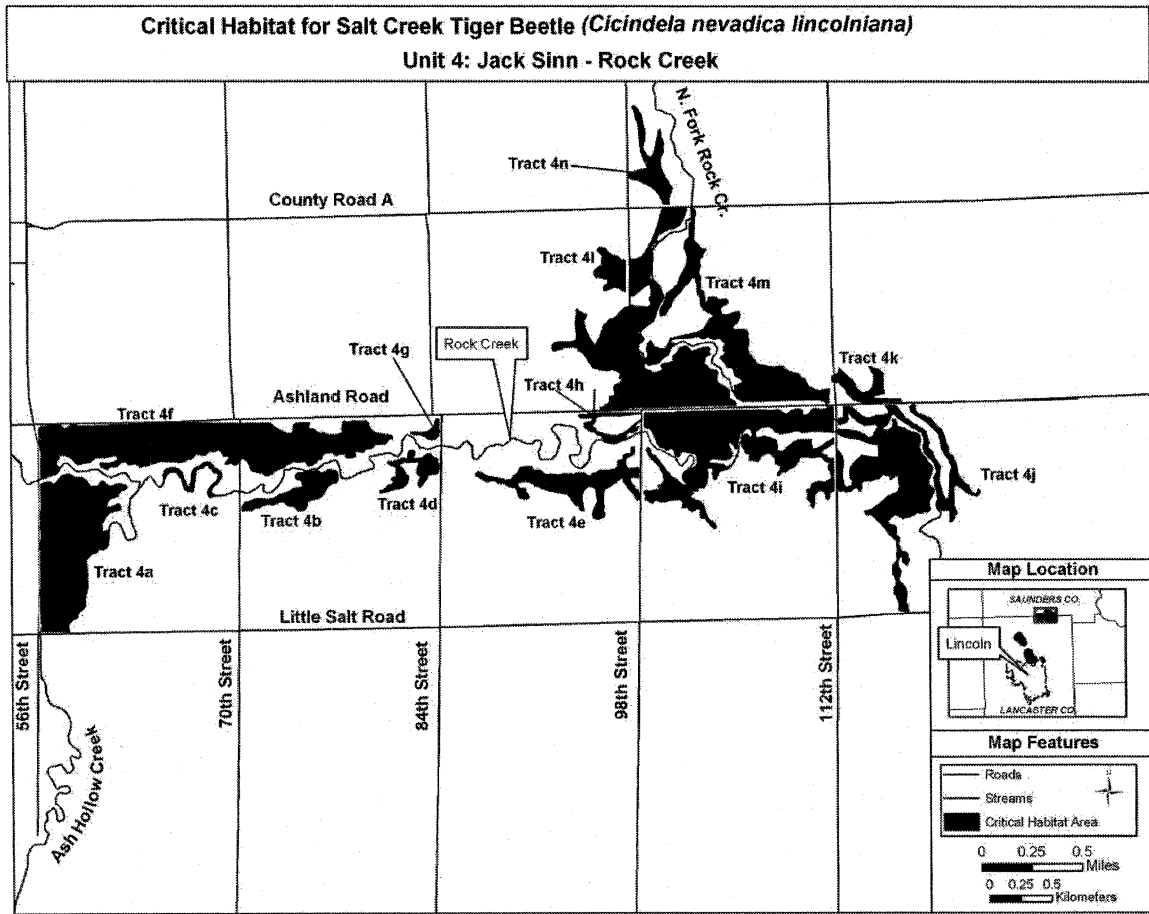 Critical Habitat for Salt Creek Tiger Beetle (Cicindela nevadica lincolniana)
Unit 4: Jack Sinn - Rock Creek
N. Fork Rock Cr.
Tract 4n
County Road A
Tract 4l
Tract 4m
Tract 4g
Rock Creek
Tract 4k
Tract 4h
Ashland Road
Tract 4f
Tract 4j
Tract 4c
Tract 4b
Tract 4d
Tract 4e
Tract 4i
Tract 4a
Little Salt Road
56th Street
70th Street
84th Street
98th Street
112th Street
Ash Hollow Creek
Map Location
SAUNDERS CO.
Lincoln
LANCASTER CO.
Map Features
Roads
Streams
Critical Habitat Area
0 0.25 0.5
Miles
0 0.25 0.5
Kilometers